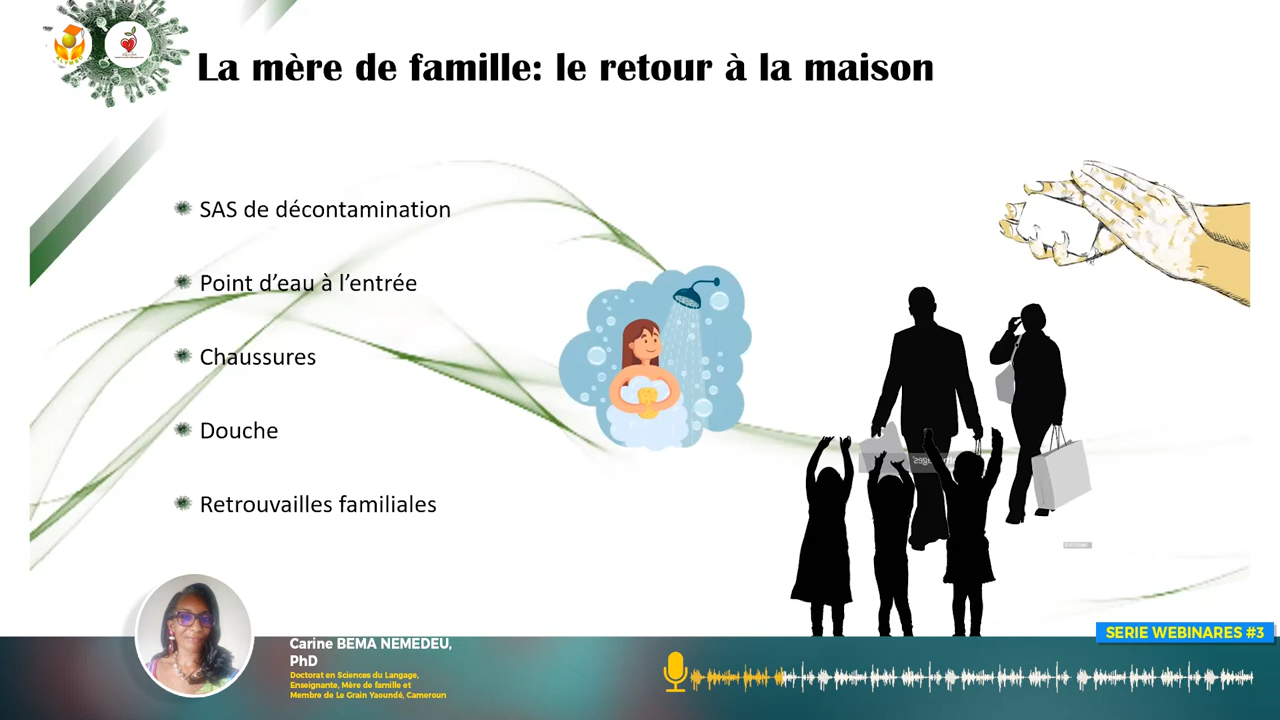 La mère de famille: le retour à la maison
SAS de décontamination
Point d'eau à l'entrée
Chaussures
Douche
Retrouvailles familiales
Carine BEMA NEMEDEU,
PhD
Doctorat en Sciences du Langage,
Enseignante, Mère de famille et
Membre de Le Grain Yaoundé, Cameroun
SERIE WEBINARES #3